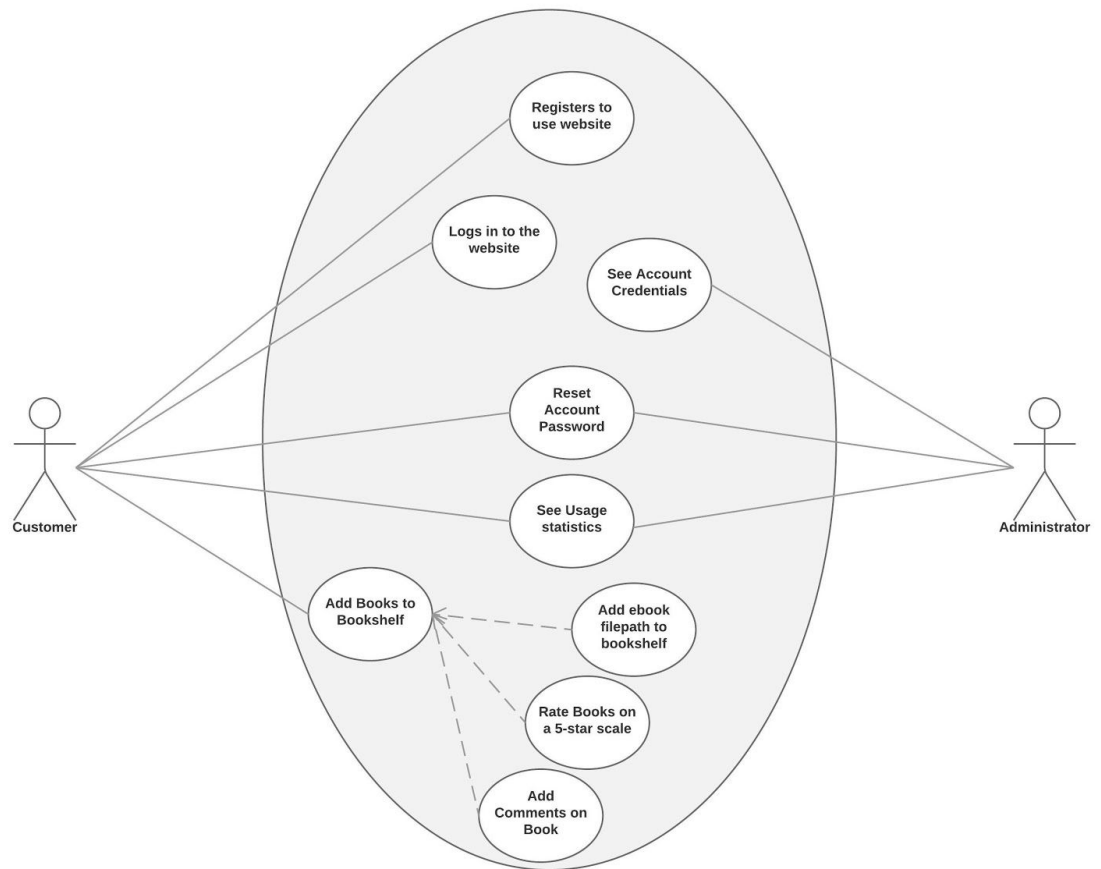 Registers to
use website
Logs in to the
website
See Account
Credentials
Reset
Account
Password
Customer
Administrator
See Usage
statistics
Add Books to
Bookshelf
Add ebook
filepath to
bookshelf
Rate Books on
a 5-star scale
Add
Comments on
Book